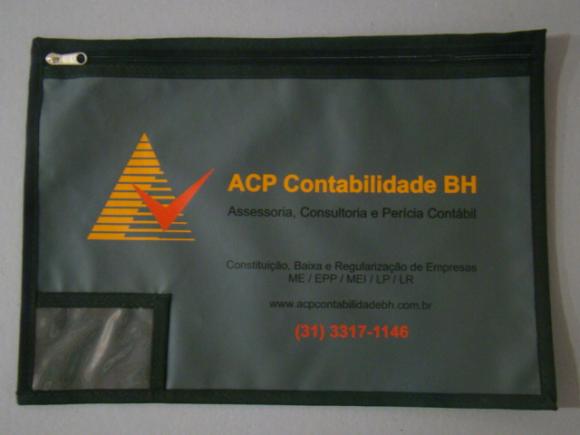 ACP Contabilidade BH
Assessoria, Consultoria e Perícia Contábil
Constituição, Baixa e Regularização de Empresas
ME / EPP / MEI / LP / LR
www.acpcontabilidadebh.com.br
(31) 3317-1146